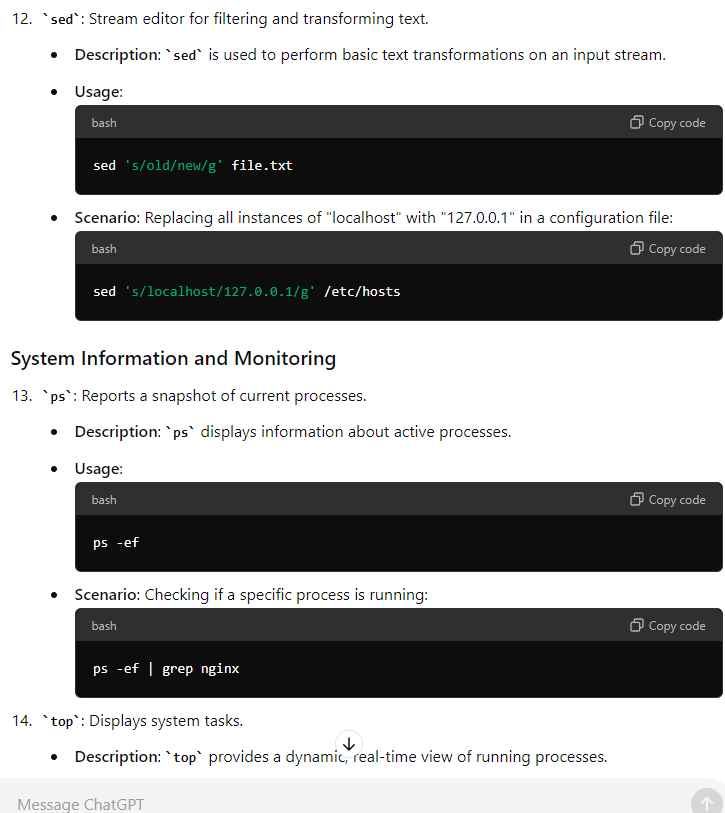 12. `sed`: Stream editor for filtering and transforming text.
• Description: `sed` is used to perform basic text transformations on an input stream.
• Usage:
bash Copy code
sed 's/old/new/g' file.txt
• Scenario: Replacing all instances of "localhost" with "127.0.0.1" in a configuration file:
bash Copy code
sed 's/localhost/127.0.0.1/g' /etc/hosts
System Information and Monitoring
13. `ps`: Reports a snapshot of current processes.
• Description: `ps` displays information about active processes.
• Usage:
bash Copy code
ps -ef
• Scenario: Checking if a specific process is running:
bash Copy code
ps -ef | grep nginx
14. `top`: Displays system tasks.
• Description: `top` provides a dynamic, real-time view of running processes.
Message ChatGPT